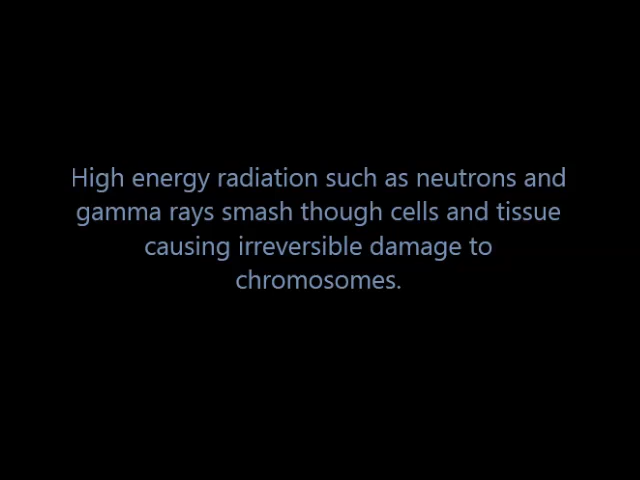 High energy radiation such as neutrons and
gamma rays smash though cells and tissue
causing irreversible damage to
chromosomes.